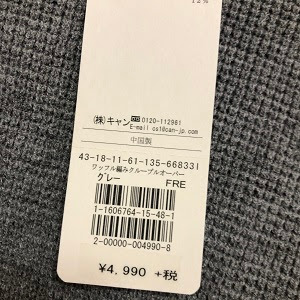 12%
(株)キャン 0120-112961
E-mail cs1@can-jp.com
中国製
43-18-11-61-135-66833I
ワッフル編みクループルオーバー
グレー
FRE
1-1606764-15-48-1
2-00000-004990-8
¥4,990 +税